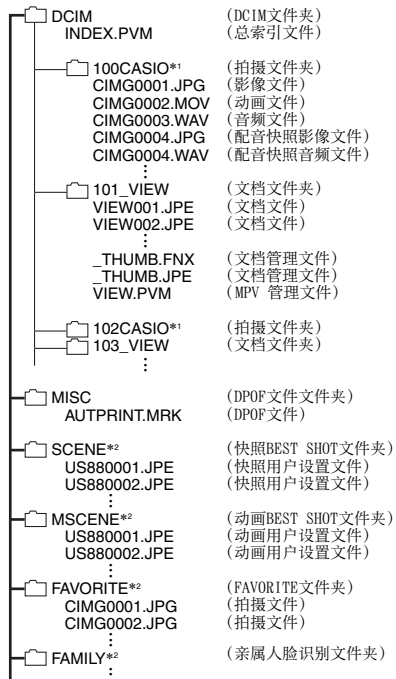 DCIM (DCIM文件夹)
INDEX.PVM (总索引文件)
100CASIO*1 (拍摄文件夹)
CIMG0001.JPG (影像文件)
CIMG0002.MOV (动画文件)
CIMG0003.WAV (音频文件)
CIMG0004.JPG (配音快照影像文件)
CIMG0004.WAV (配音快照音频文件)
101_VIEW (文档文件夹)
VIEW001.JPE (文档文件)
VIEW002.JPE (文档文件)
_THUMB.FNX (文档管理文件)
_THUMB.JPE (文档管理文件)
VIEW.PVM (MPV 管理文件)
102CASIO*1 (拍摄文件夹)
103_VIEW (文档文件夹)
MISC (DPOF文件文件夹)
AUTPRINT.MRK (DPOF文件)
SCENE*2 (快照BEST SHOT文件夹)
US880001.JPE (快照用户设置文件)
US880002.JPE (快照用户设置文件)
MSCENE*2 (动画BEST SHOT文件夹)
US880001.JPE (动画用户设置文件)
US880002.JPE (动画用户设置文件)
FAVORITE*2 (FAVORITE文件夹)
CIMG0001.JPG (拍摄文件)
CIMG0002.JPG (拍摄文件)
FAMILY*2 (亲属人脸识别文件夹)